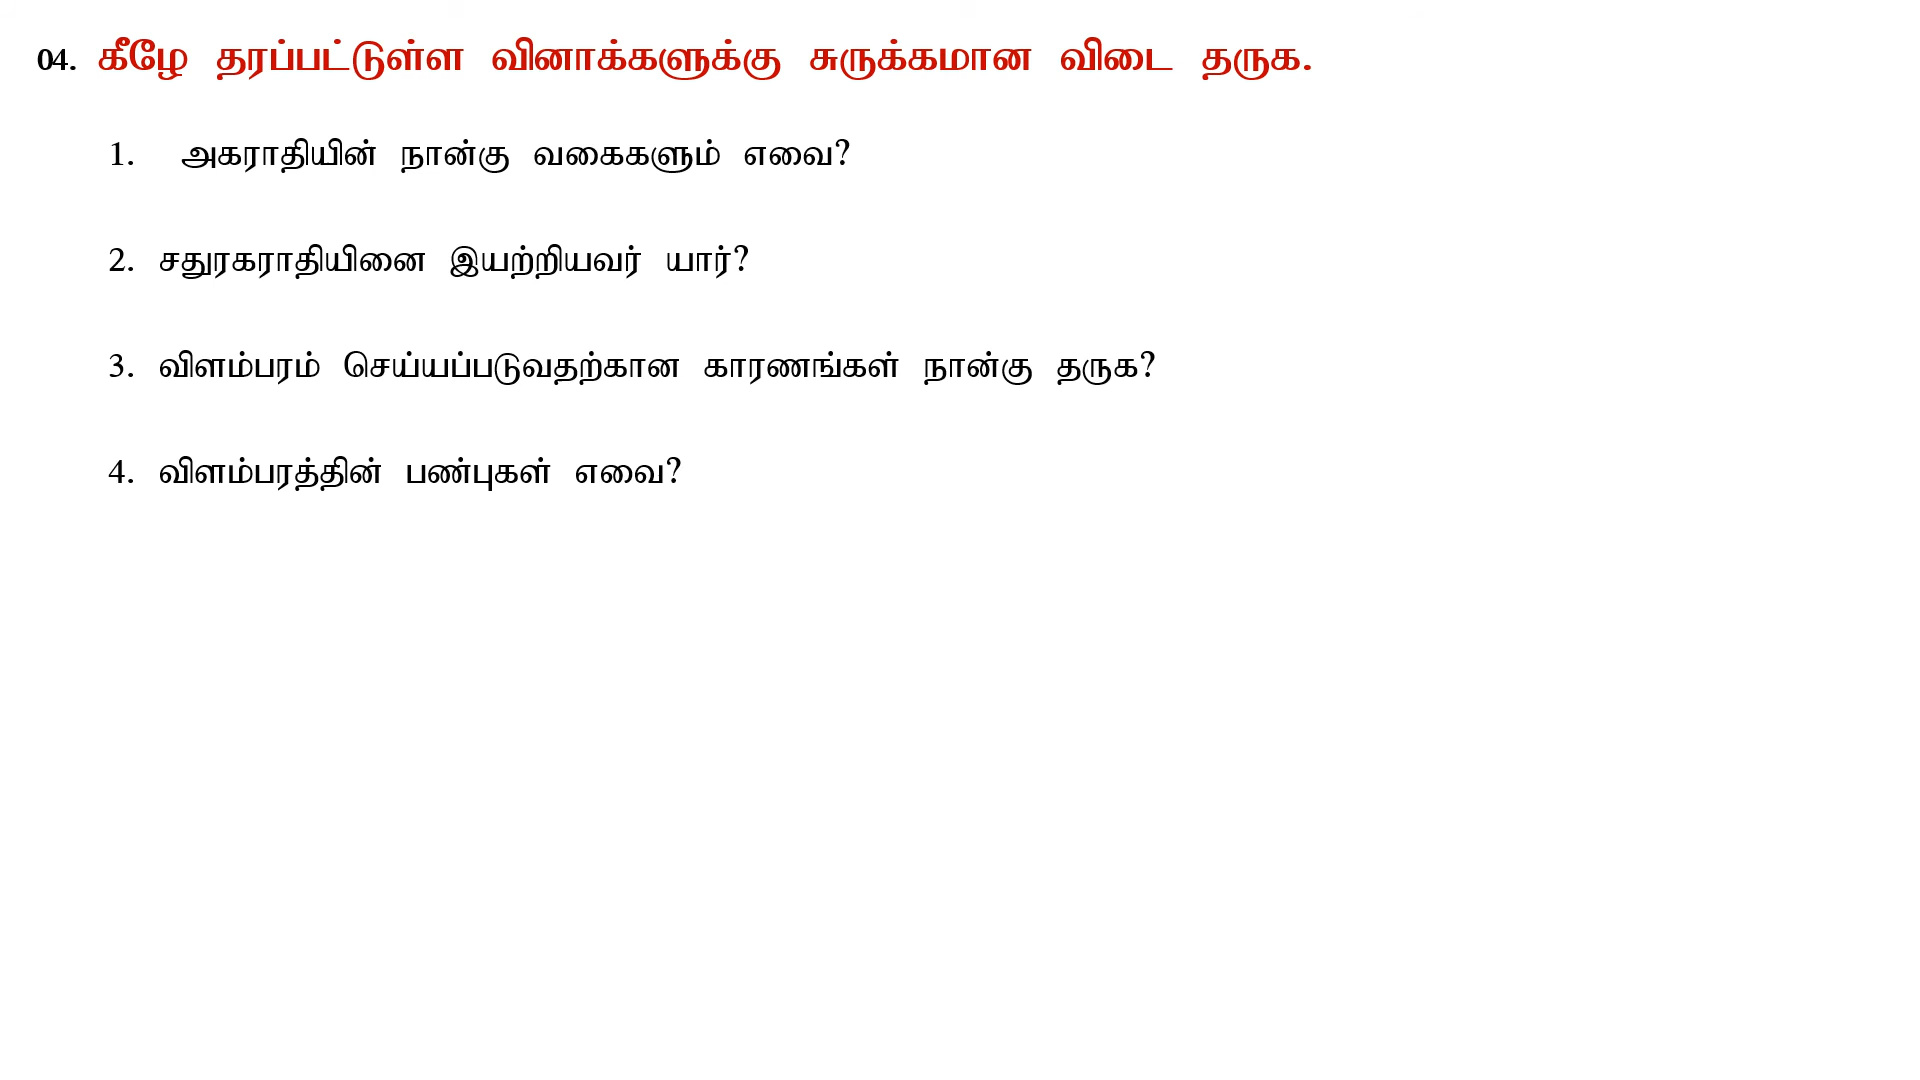 04. கீழே தரப்பட்டுள்ள வினாக்களுக்கு சுருக்கமான விடை தருக.
1. அகராதியின் நான்கு வகைகளும் எவை?
2. சதுரகராதியினை இயற்றியவர் யார்?
3. விளம்பரம் செய்யப்படுவதற்கான காரணங்கள் நான்கு தருக?
4. விளம்பரத்தின் பண்புகள் எவை?